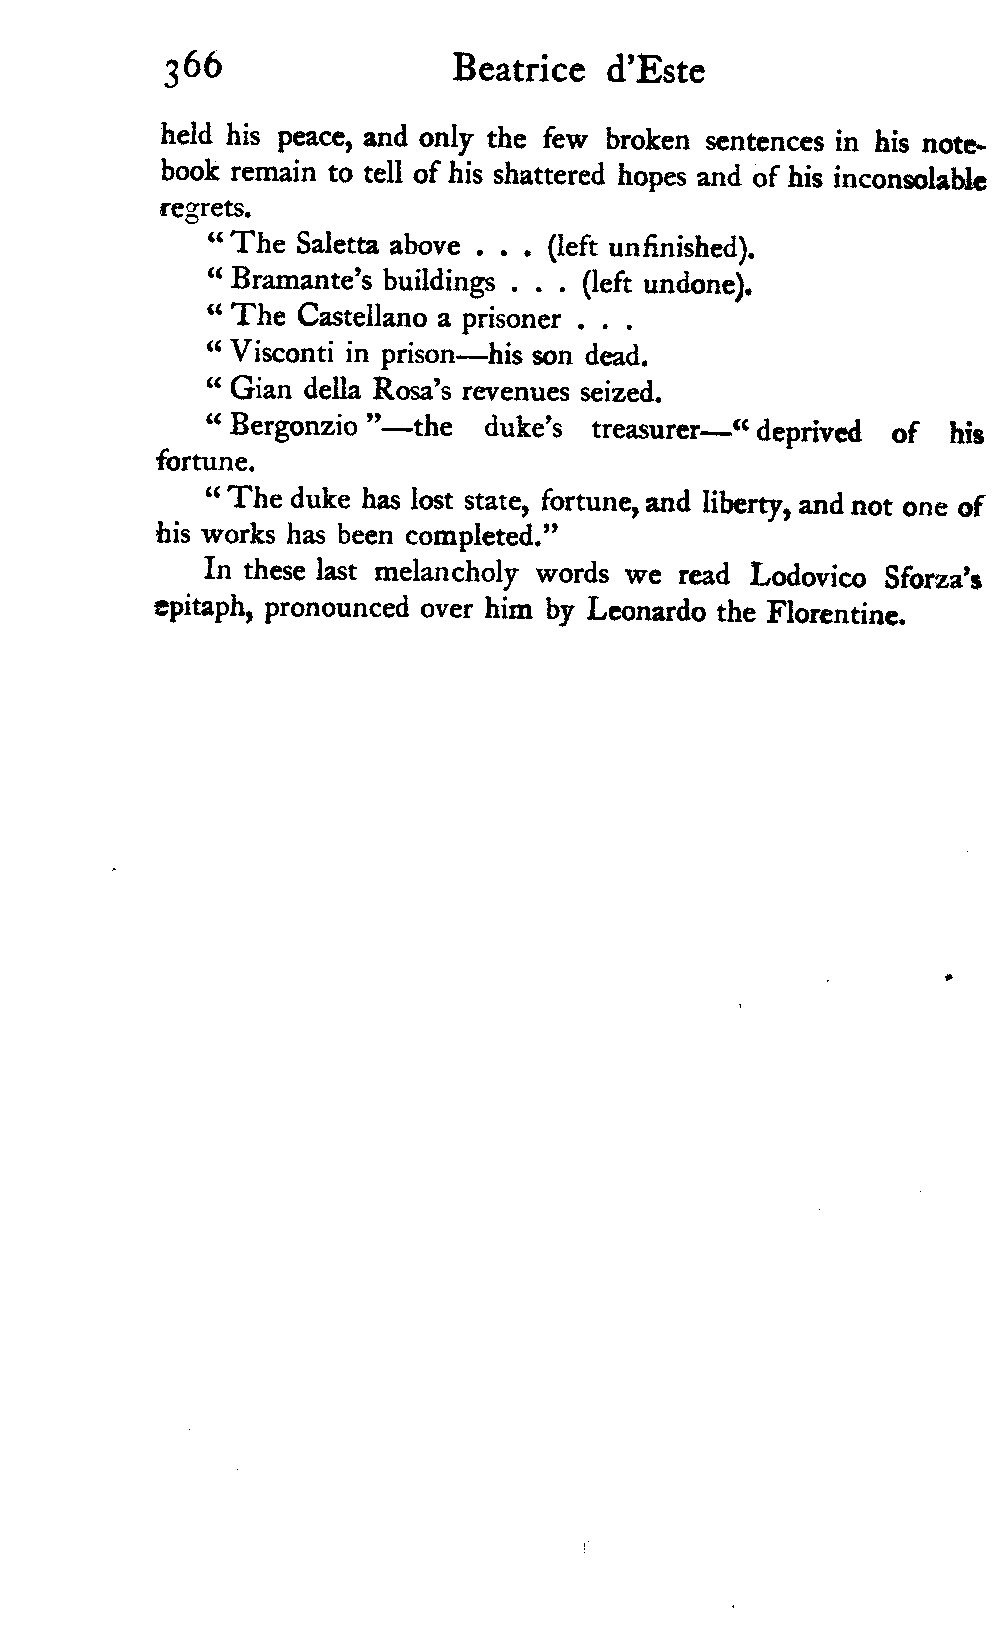 366 Beatrice d'Este
held his peace, and only the few broken sentences in his note-
book remain to tell of his shattered hopes and of his inconsolable
regrets.
“The Saletta above . . . (left unfinished).
“Bramante's buildings . . . (left undone).
“The Castellano a prisoner . . .
“Visconti in prison—his son dead.
“Gian della Rosa's revenues seized.
“Bergonzio”—the duke's treasurer—“deprived of his
fortune.
“The duke has lost state, fortune, and liberty, and not one of
his works has been completed.”
In these last melancholy words we read Lodovico Sforza's
epitaph, pronounced over him by Leonardo the Florentine.